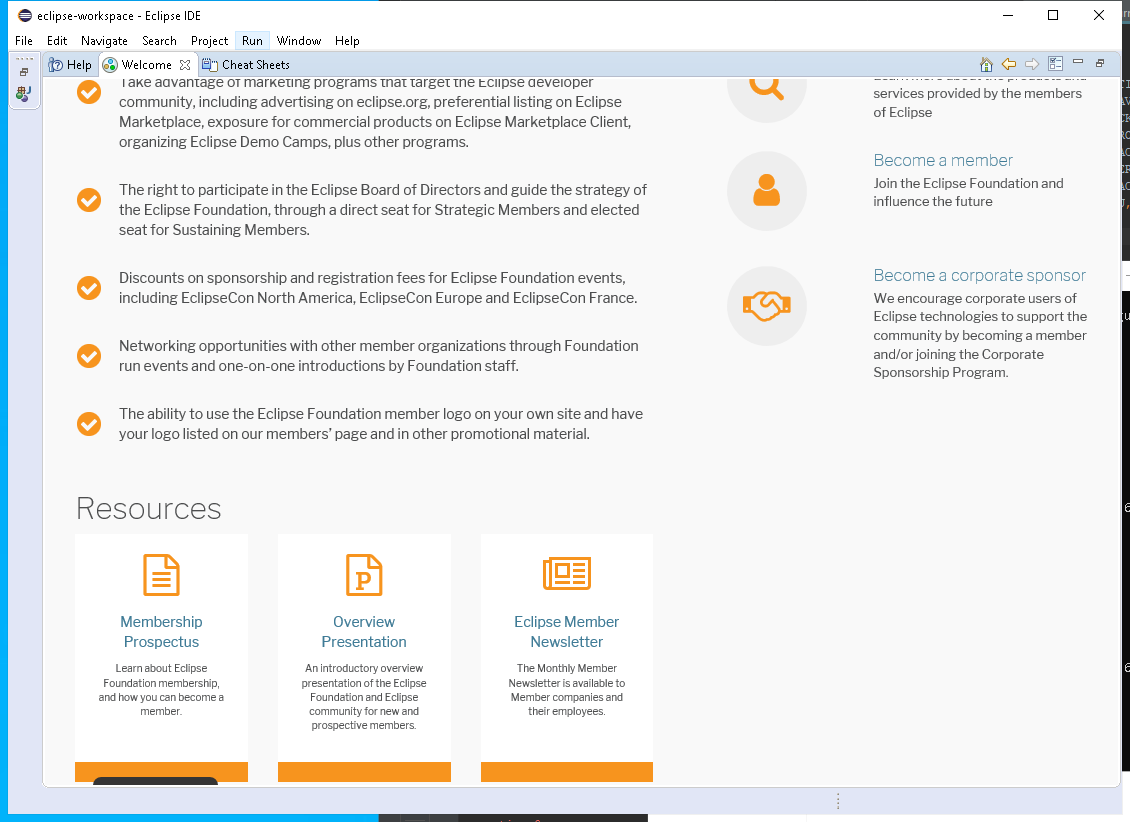 eclipse-workspace - Eclipse IDE
File Edit Navigate Search Project Run Window Help
Help Welcome Cheat Sheets
Take advantage of marketing programs that target the Eclipse developer
community, including advertising on eclipse.org, preferential listing on Eclipse
Marketplace, exposure for commercial products on Eclipse Marketplace Client,
organizing Eclipse Demo Camps, plus other programs.
The right to participate in the Eclipse Board of Directors and guide the strategy of
the Eclipse Foundation, through a direct seat for Strategic Members and elected
seat for Sustaining Members.
Discounts on sponsorship and registration fees for Eclipse Foundation events,
including EclipseCon North America, EclipseCon Europe and EclipseCon France.
Networking opportunities with other member organizations through Foundation
run events and one-on-one introductions by Foundation staff.
The ability to use the Eclipse Foundation member logo on your own site and have
your logo listed on our members’ page and in other promotional material.
Learn more about the products and
services provided by the members
of Eclipse
Become a member
Join the Eclipse Foundation and
influence the future
Become a corporate sponsor
We encourage corporate users of
Eclipse technologies to support the
community by becoming a member
and/or joining the Corporate
Sponsorship Program.
Resources
Membership
Prospectus
Learn about Eclipse
Foundation membership,
and how you can become a
member.
P
Overview
Presentation
An introductory overview
presentation of the Eclipse
Foundation and Eclipse
community for new and
prospective members.
Eclipse Member
Newsletter
The Monthly Member
Newsletter is available to
Member companies and
their employees.